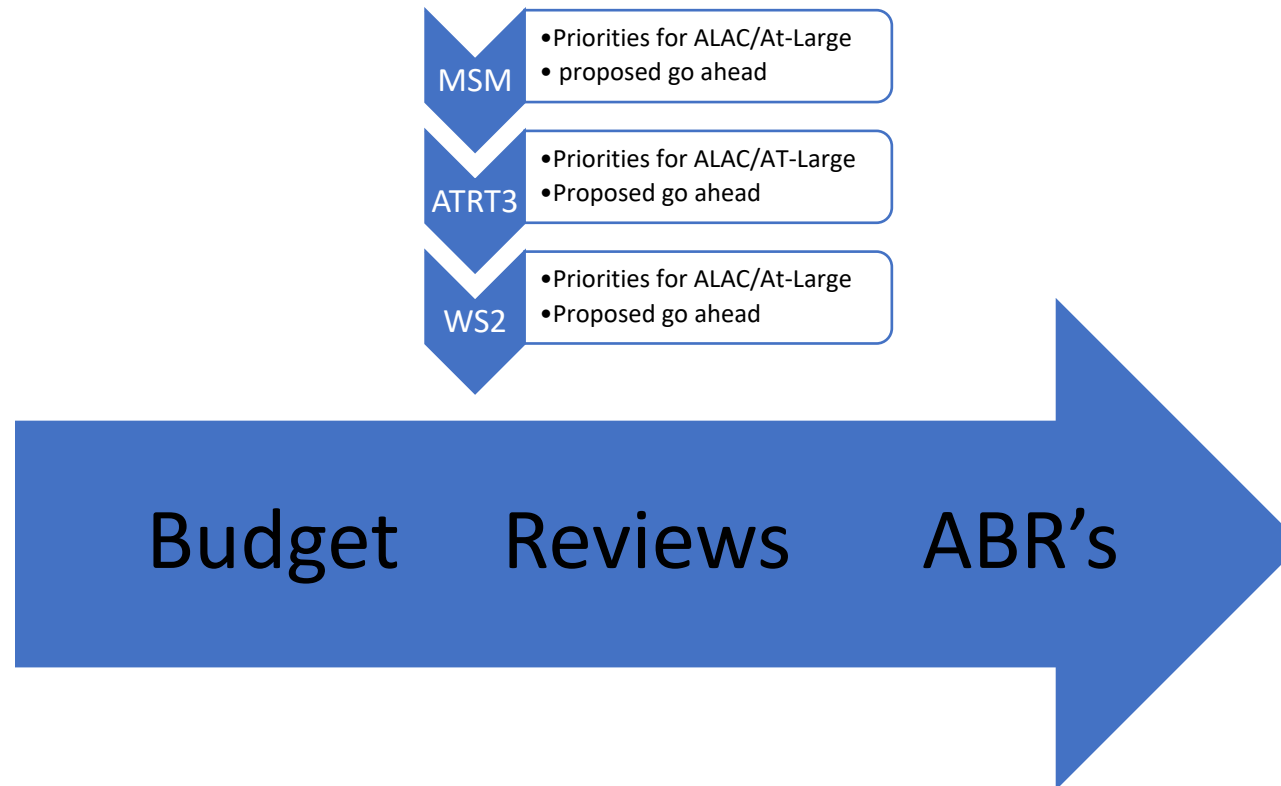 MSM
•Priorities for ALAC/At-Large
• proposed go ahead
ATRT3
•Priorities for ALAC/AT-Large
•Proposed go ahead
WS2
•Priorities for ALAC/At-Large
•Proposed go ahead
Budget Reviews ABR’s